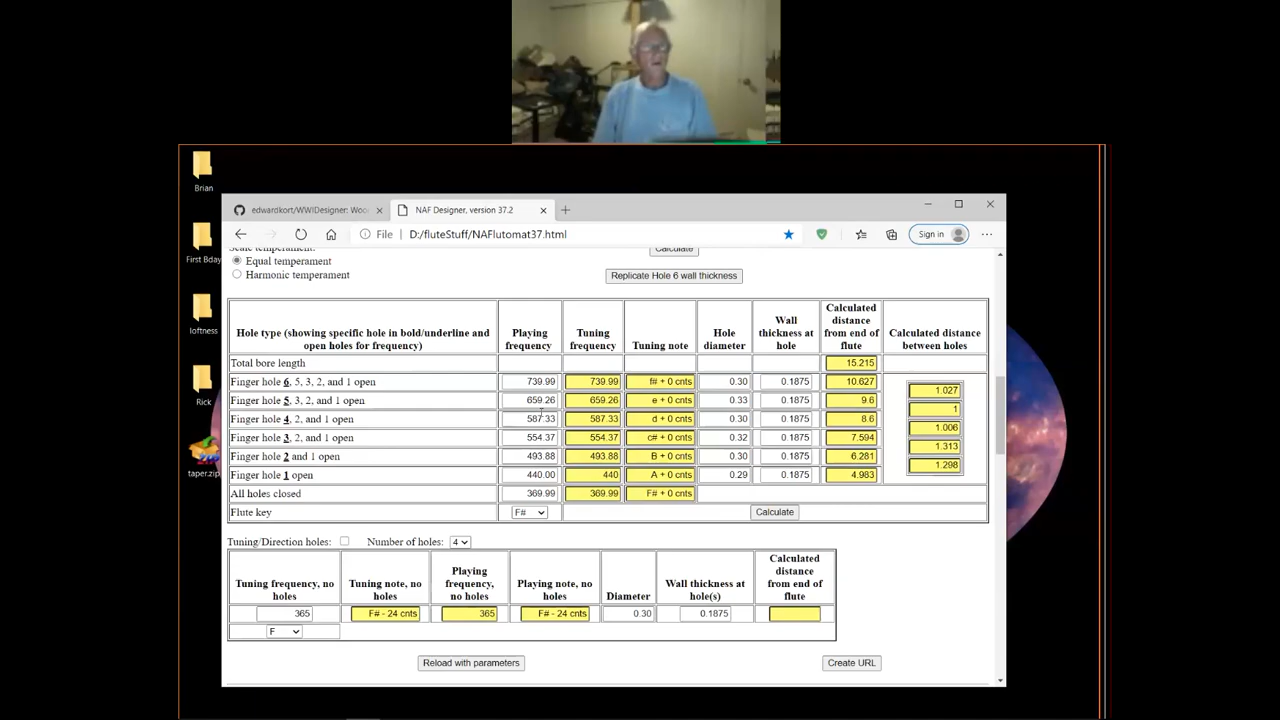 Brian
First Bday
loftness
Rick
taper.zip
edwardkort/WWIDesigner: Woo
NAF Designer, version 37.2
File
D:/fluteStuff/NAFlutomat37.html
Sign in
Calculate
Equal temperament
Harmonic temperament
Replicate Hole 6 wall thickness
Hole type (showing specific hole in bold/underline and open holes for frequency) Playing frequency Tuning frequency Tuning note Hole diameter Wall thickness at hole Calculated distance from end of flute Calculated distance between holes
Total bore length 15.215
Finger hole 6, 5, 3, 2, and 1 open 739.99 739.99 f# + 0 cnts 0.30 0.1875 10.627
1.027
Finger hole 5, 3, 2, and 1 open 659.26 659.26 e + 0 cnts 0.33 0.1875 9.6
1
Finger hole 4, 2, and 1 open 587.33 587.33 d + 0 cnts 0.30 0.1875 8.6
1.006
Finger hole 3, 2, and 1 open 554.37 554.37 c# + 0 cnts 0.32 0.1875 7.594
1.313
Finger hole 2 and 1 open 493.88 493.88 B + 0 cnts 0.30 0.1875 6.281
1.298
Finger hole 1 open 440.00 440 A + 0 cnts 0.29 0.1875 4.983
All holes closed 369.99 369.99 F# + 0 cnts
Flute key F# Calculate
Tuning/Direction holes: Number of holes: 4
Tuning frequency, no holes Tuning note, no holes Playing frequency, no holes Playing note, no holes Diameter Wall thickness at hole(s) Calculated distance from end of flute
365 F# - 24 cnts 365 F# - 24 cnts 0.30 0.1875
F
Reload with parameters Create URL